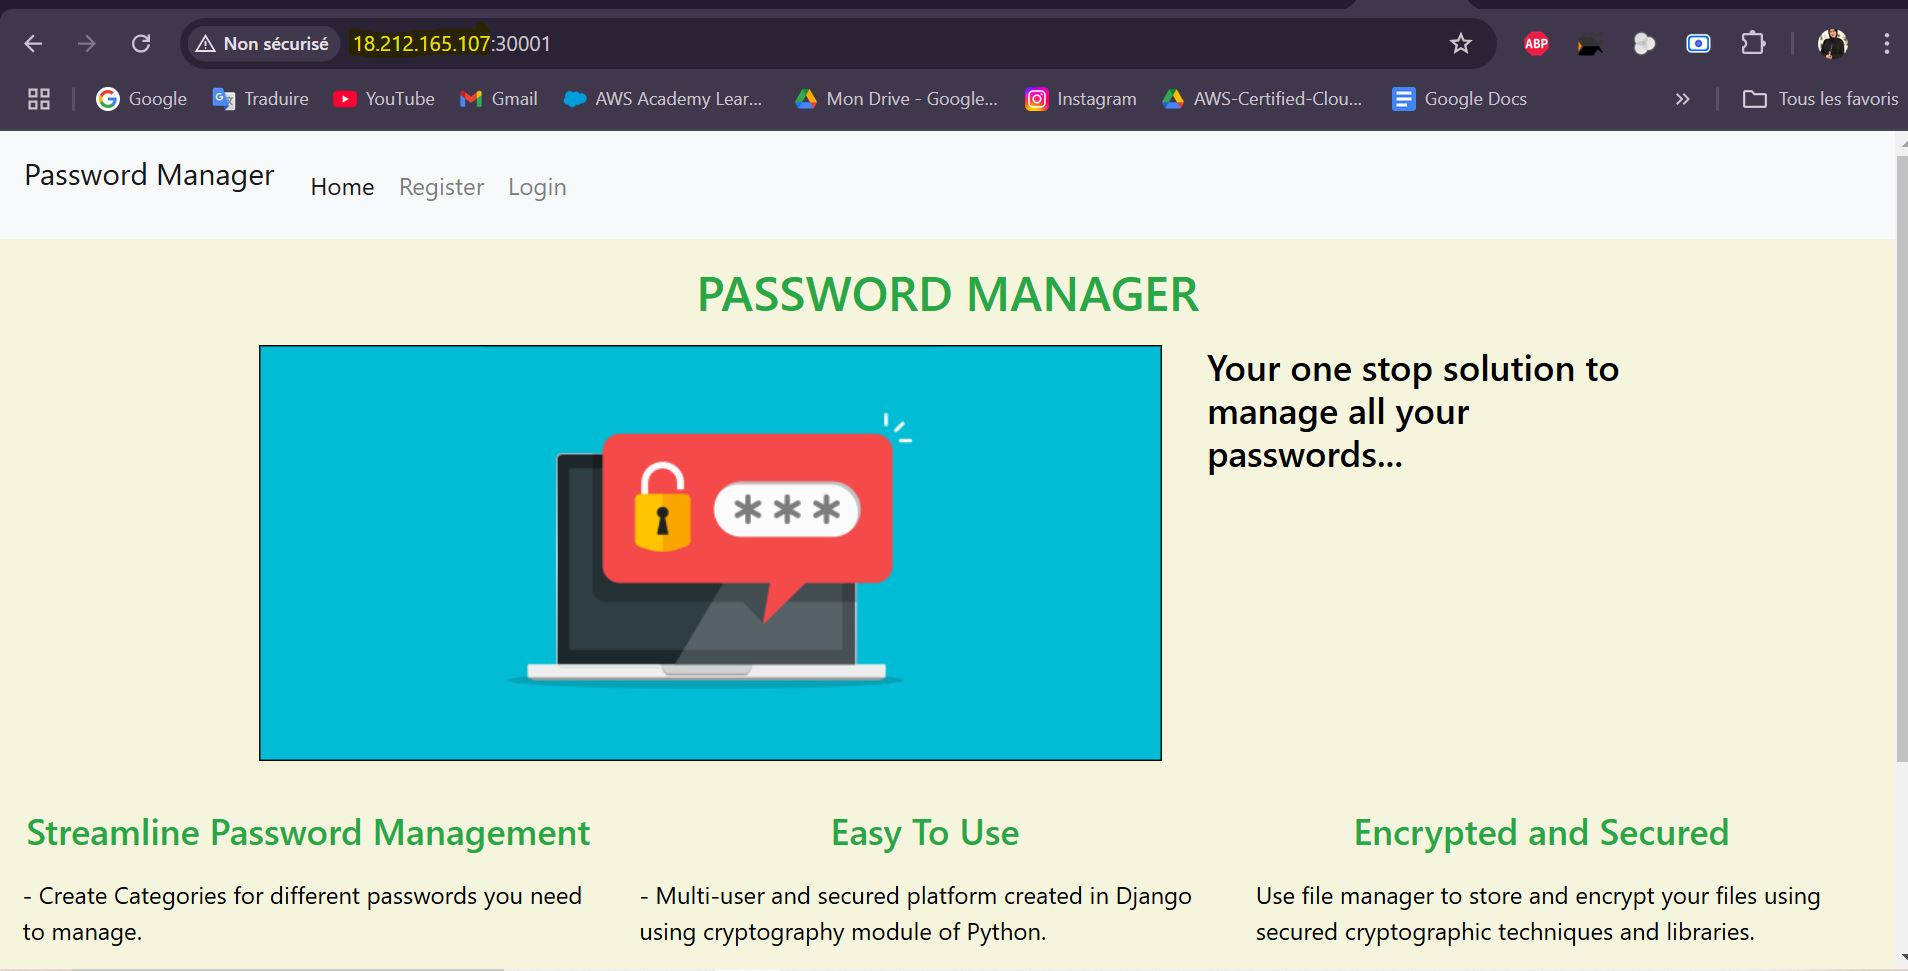 Non sécurisé 18.212.165.107:30001 ABP
Google Traduire YouTube Gmail AWS Academy Lear... Mon Drive - Google... Instagram AWS-Certified-Clou... Google Docs » Tous les favoris
Password Manager Home Register Login
PASSWORD MANAGER
Your one stop solution to
manage all your
passwords...
***
Streamline Password Management
- Create Categories for different passwords you need
to manage.
Easy To Use
- Multi-user and secured platform created in Django
using cryptography module of Python.
Encrypted and Secured
Use file manager to store and encrypt your files using
secured cryptographic techniques and libraries.